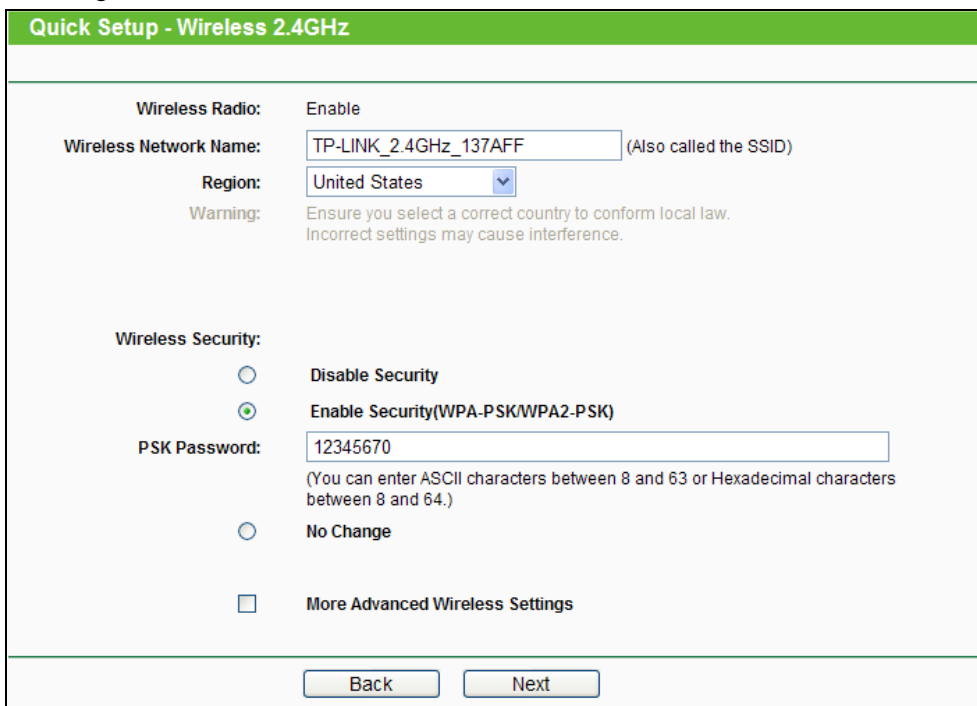 Quick Setup - Wireless 2.4GHz
Wireless Radio: Enable
Wireless Network Name: TP-LINK_2.4GHz_137AFF (Also called the SSID)
Region: United States
Warning: Ensure you select a correct country to conform local law.
Incorrect settings may cause interference.
Wireless Security:
Disable Security
Enable Security(WPA-PSK/WPA2-PSK)
PSK Password: 12345670
(You can enter ASCII characters between 8 and 63 or Hexadecimal characters
between 8 and 64.)
No Change
More Advanced Wireless Settings
Back Next